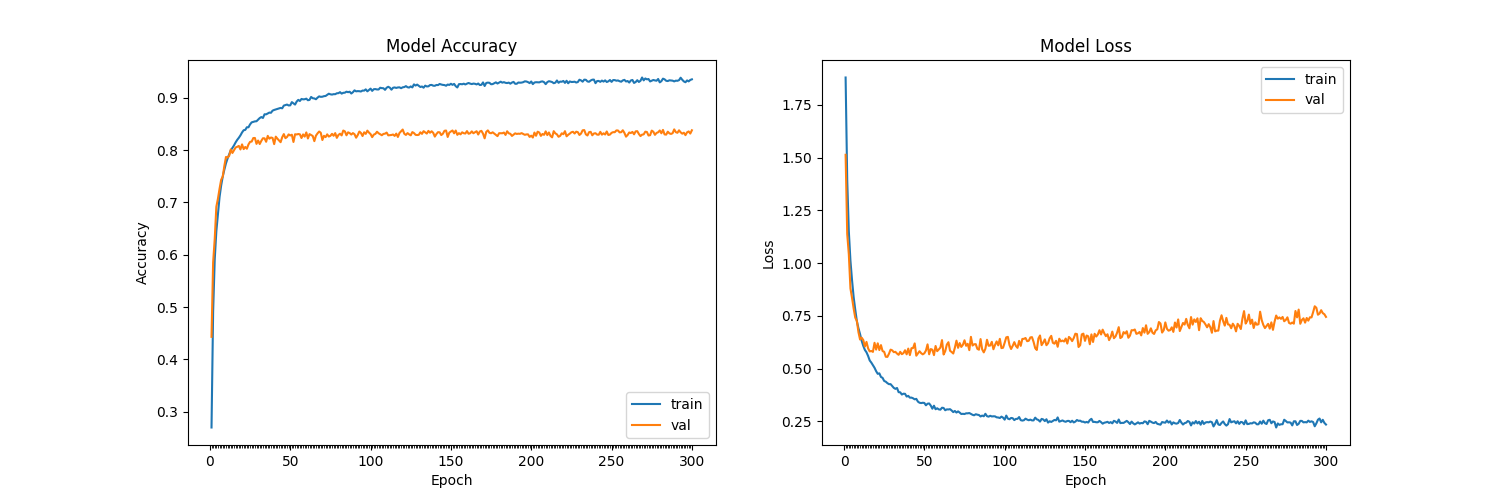 Model Accuracy
Accuracy
0.9
0.8
0.7
0.6
0.5
0.4
0.3
train
val
0 50 100 150 200 250 300
Epoch
Model Loss
Loss
1.75
1.50
1.25
1.00
0.75
0.50
0.25
train
val
0 50 100 150 200 250 300
Epoch